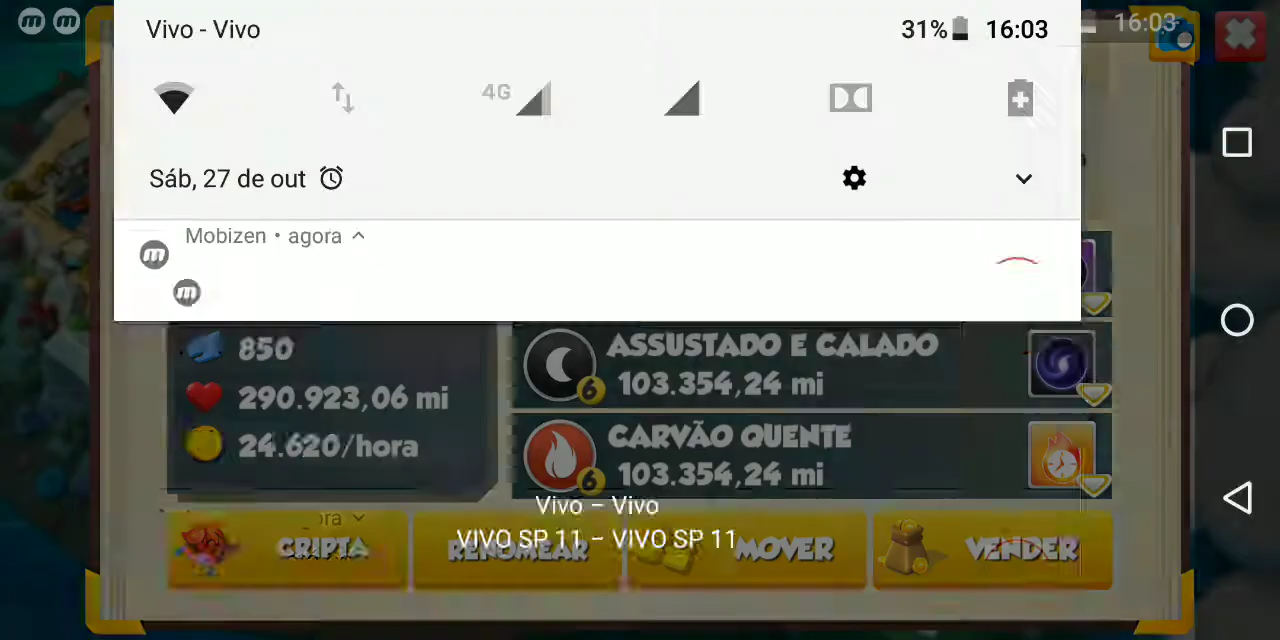 16:03
Vivo - Vivo
31% 16:03
4G
Sáb, 27 de out
Mobizen • agora
850
290.923,06 mi
24.620/hora
ASSUSTADO E CALADO
6 103.354,24 mi
CARVÃO QUENTE
6 103.354,24 mi
Vivo – Vivo
VIVO SP 11 – VIVO SP 11
CRIPTA
RENOMEAR
MOVER
VENDER